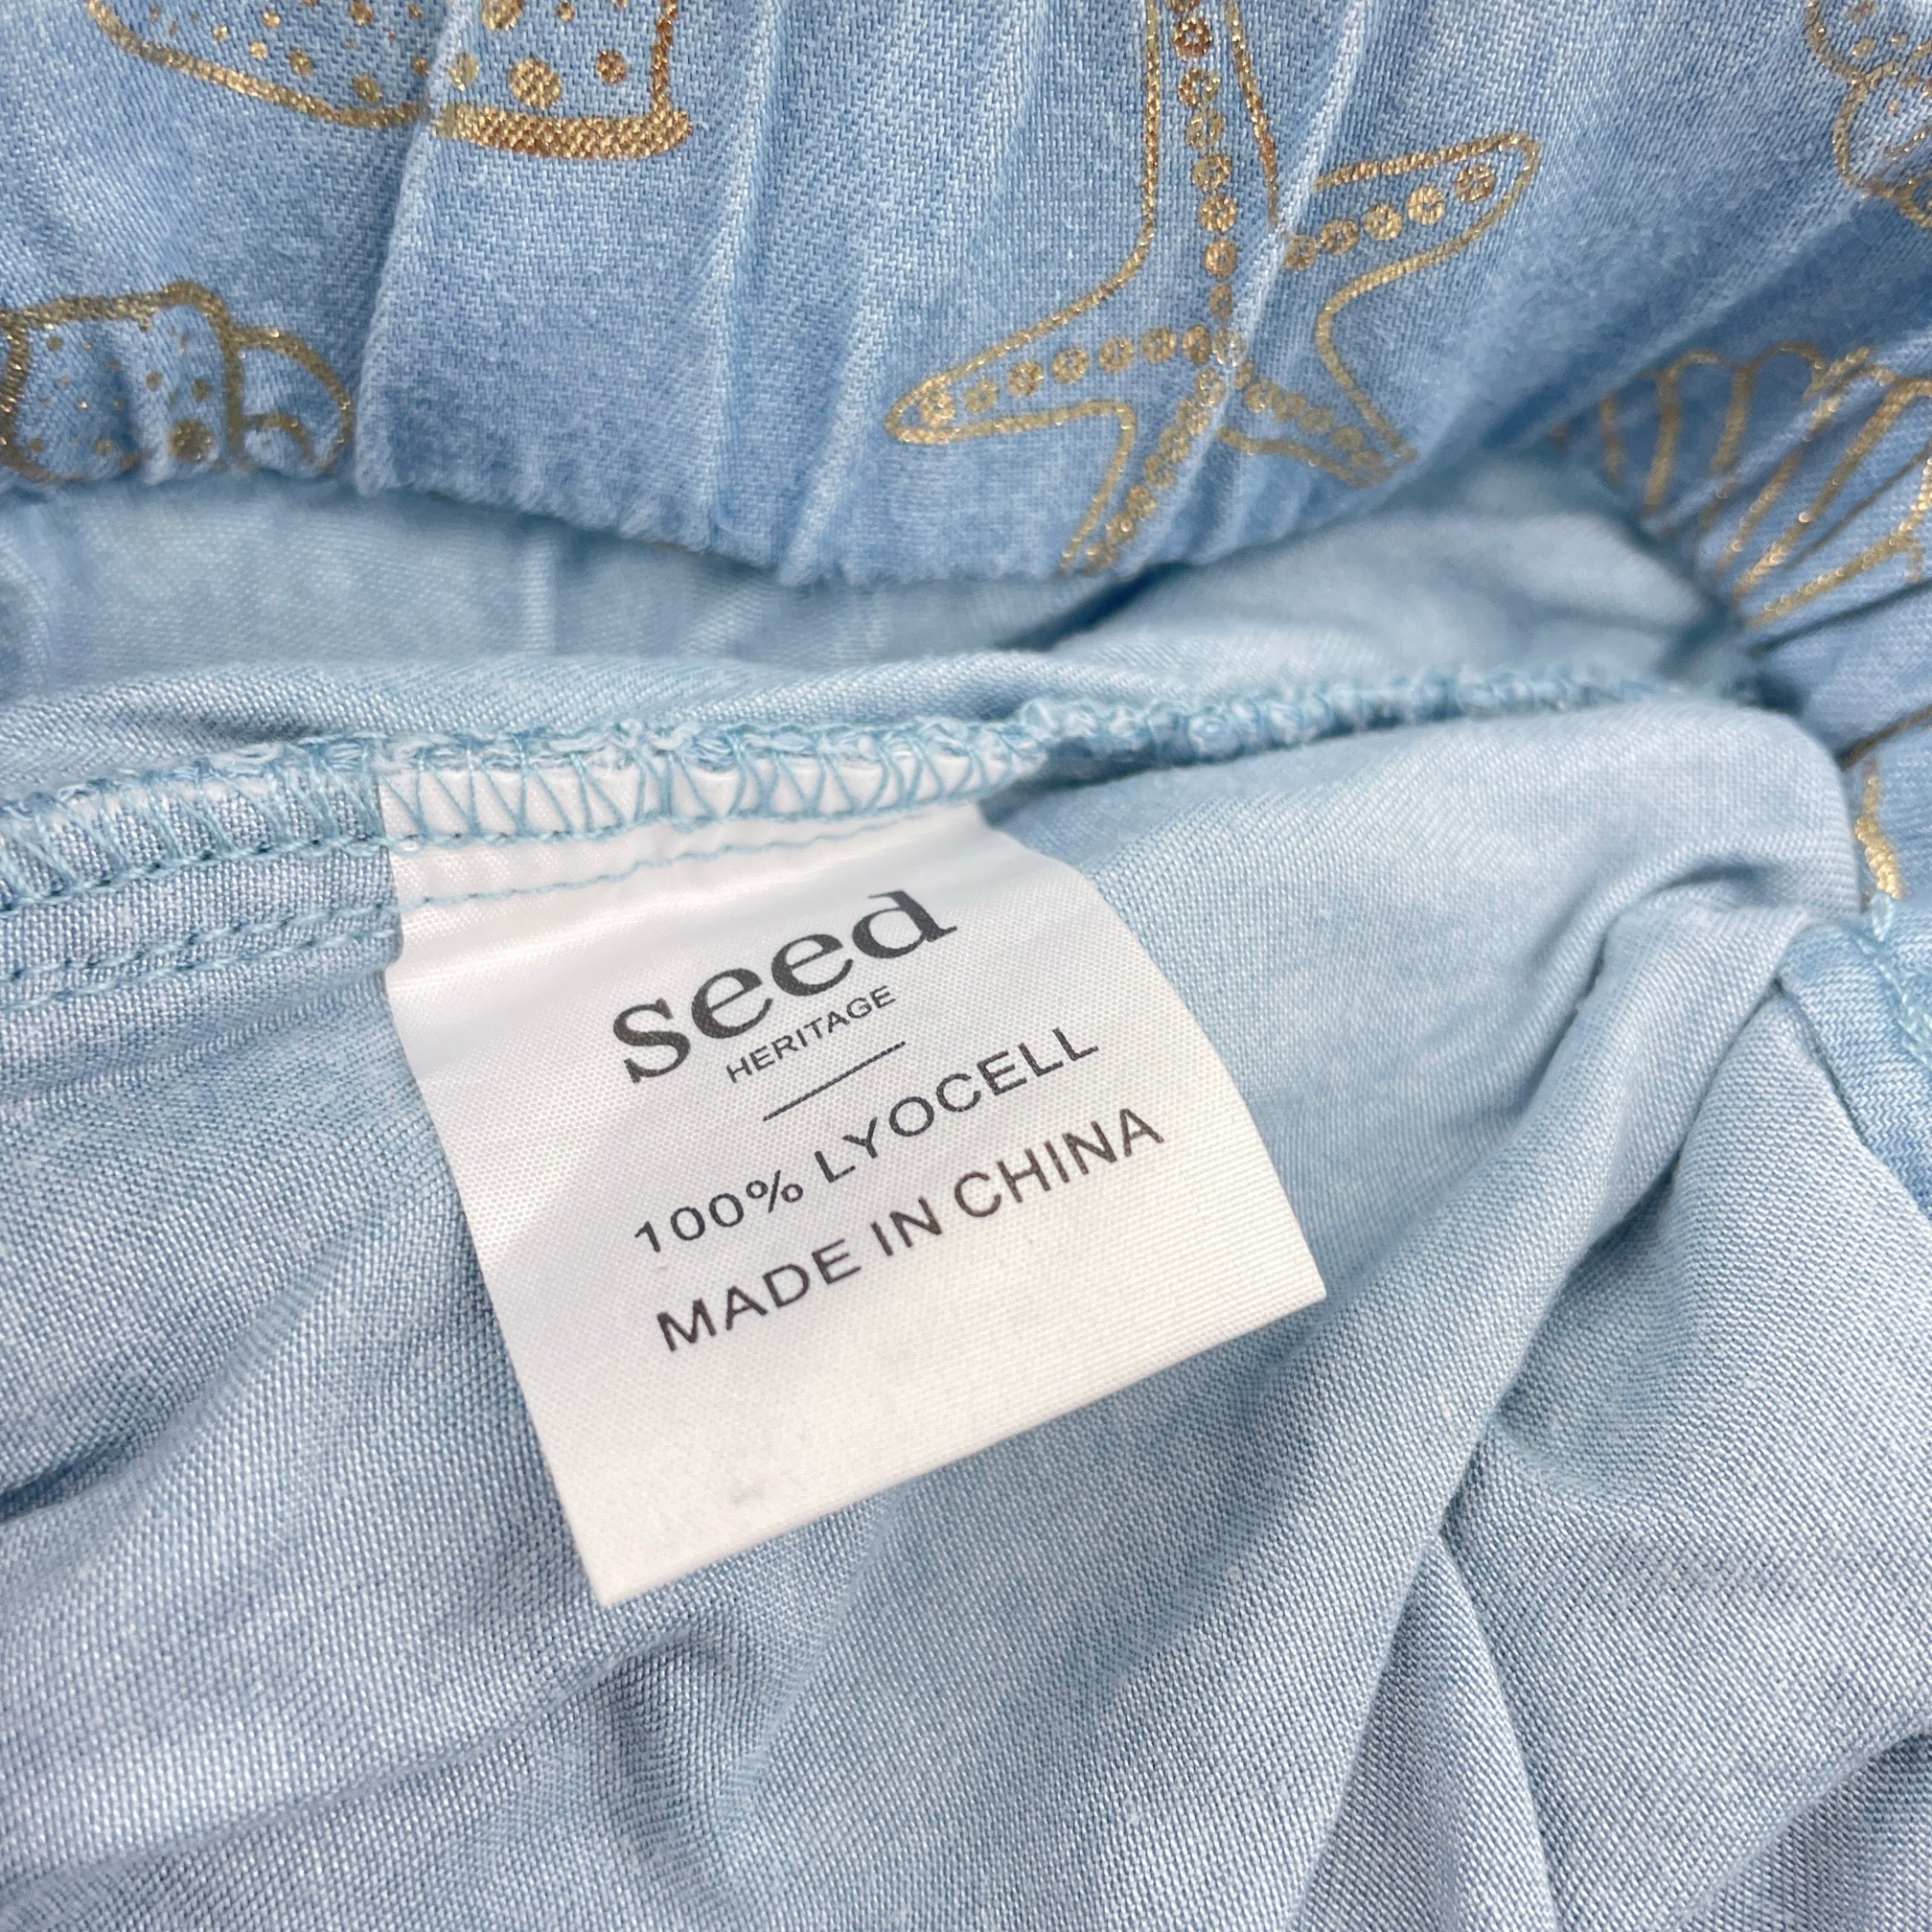 seed
HERITAGE
100% LYOCELL
MADE IN CHINA